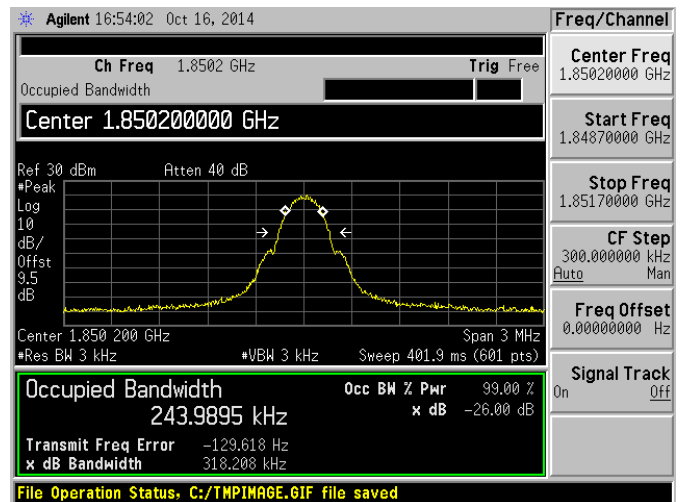 Agilent 16:54:02 Oct 16, 2014
Freq/Channel
Ch Freq 1.8502 GHz Trig Free
Occupied Bandwidth
Center 1.850200000 GHz
Ref 30 dBm Atten 40 dB
#Peak
Log
10
dB/
Offst
9.5
dB
Center 1.850 200 GHz Span 3 MHz
#Res BW 3 kHz #VBW 3 kHz Sweep 401.9 ms (601 pts)
Occupied Bandwidth Occ BW % Pwr 99.00 %
243.9895 kHz x dB -26.00 dB
Transmit Freq Error -129.618 Hz
x dB Bandwidth 318.208 kHz
File Operation Status, C:/TMPIMAGE.GIF file saved
Center Freq
1.85020000 GHz
Start Freq
1.84870000 GHz
Stop Freq
1.85170000 GHz
CF Step
300.000000 kHz
Auto Man
Freq Offset
0.00000000 Hz
Signal Track
On Off